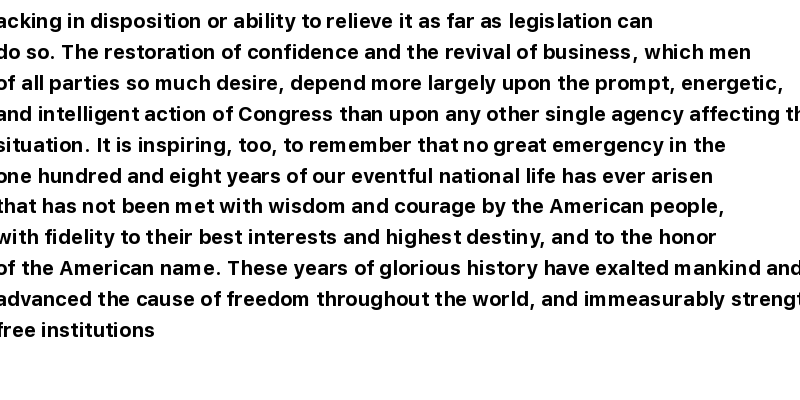 acking in disposition or ability to relieve it as far as legislation can
do so. The restoration of confidence and the revival of business, which men
of all parties so much desire, depend more largely upon the prompt, energetic,
and intelligent action of Congress than upon any other single agency affecting th
situation. It is inspiring, too, to remember that no great emergency in the
one hundred and eight years of our eventful national life has ever arisen
that has not been met with wisdom and courage by the American people,
with fidelity to their best interests and highest destiny, and to the honor
of the American name. These years of glorious history have exalted mankind and
advanced the cause of freedom throughout the world, and immeasurably strengt
free institutions